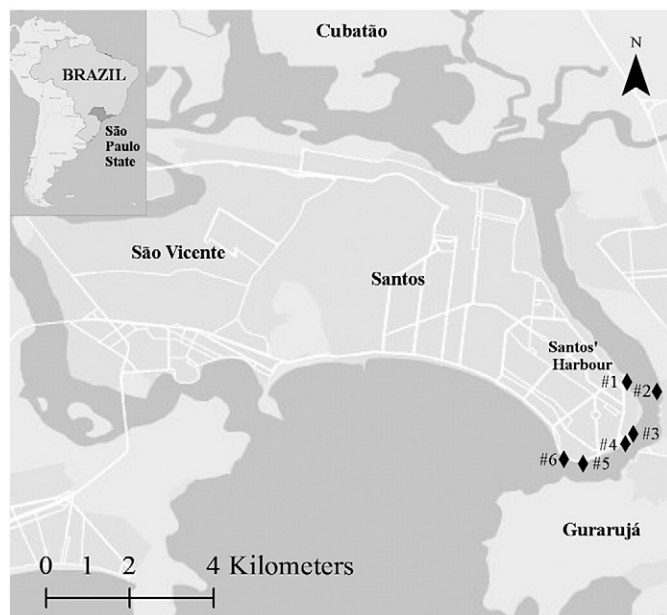 Cubatão
N
BRAZIL
São
Paulo
State
São Vicente
Santos
Santos'
Harbour
#1
#2
#3
#4
#6
#5
Gurarujá
0 1 2 4 Kilometers